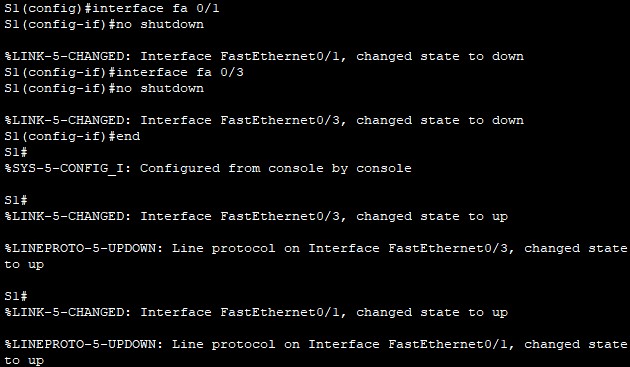 S1(config)#interface fa 0/1
S1(config-if)#no shutdown
%LINK-5-CHANGED: Interface FastEthernet0/1, changed state to down
S1(config-if)#interface fa 0/3
S1(config-if)#no shutdown
%LINK-5-CHANGED: Interface FastEthernet0/3, changed state to down
S1(config-if)#end
S1#
%SYS-5-CONFIG_I: Configured from console by console
S1#
%LINK-5-CHANGED: Interface FastEthernet0/3, changed state to up
%LINEPROTO-5-UPDOWN: Line protocol on Interface FastEthernet0/3, changed state
to up
S1#
%LINK-5-CHANGED: Interface FastEthernet0/1, changed state to up
%LINEPROTO-5-UPDOWN: Line protocol on Interface FastEthernet0/1, changed state
to up